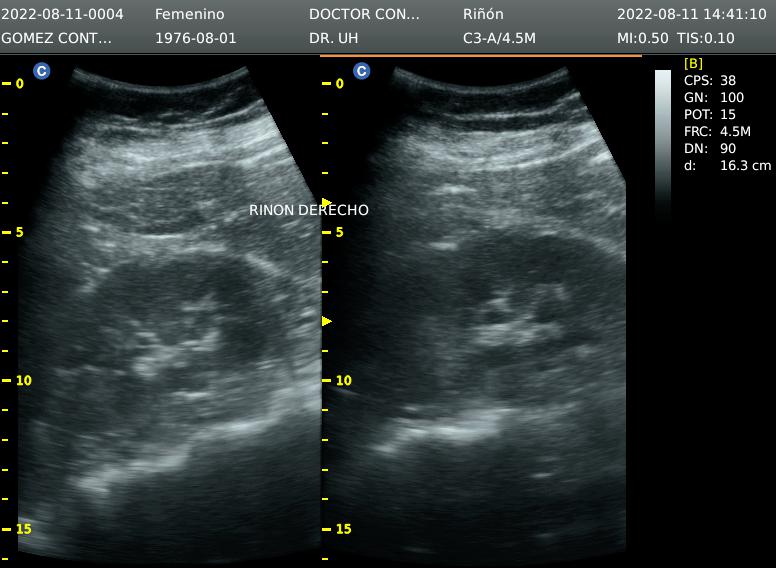 2022-08-11-0004 Femenino DOCTOR CON... Riñón 2022-08-11 14:41:10
GOMEZ CONT... 1976-08-01 DR. UH C3-A/4.5M MI:0.50 TIS:0.10
C C [B]
0 0 CPS: 38
GN: 100
POT: 15
FRC: 4.5M
DN: 90
d: 16.3 cm
RINON DERECHO
5 5
10 10
15 15